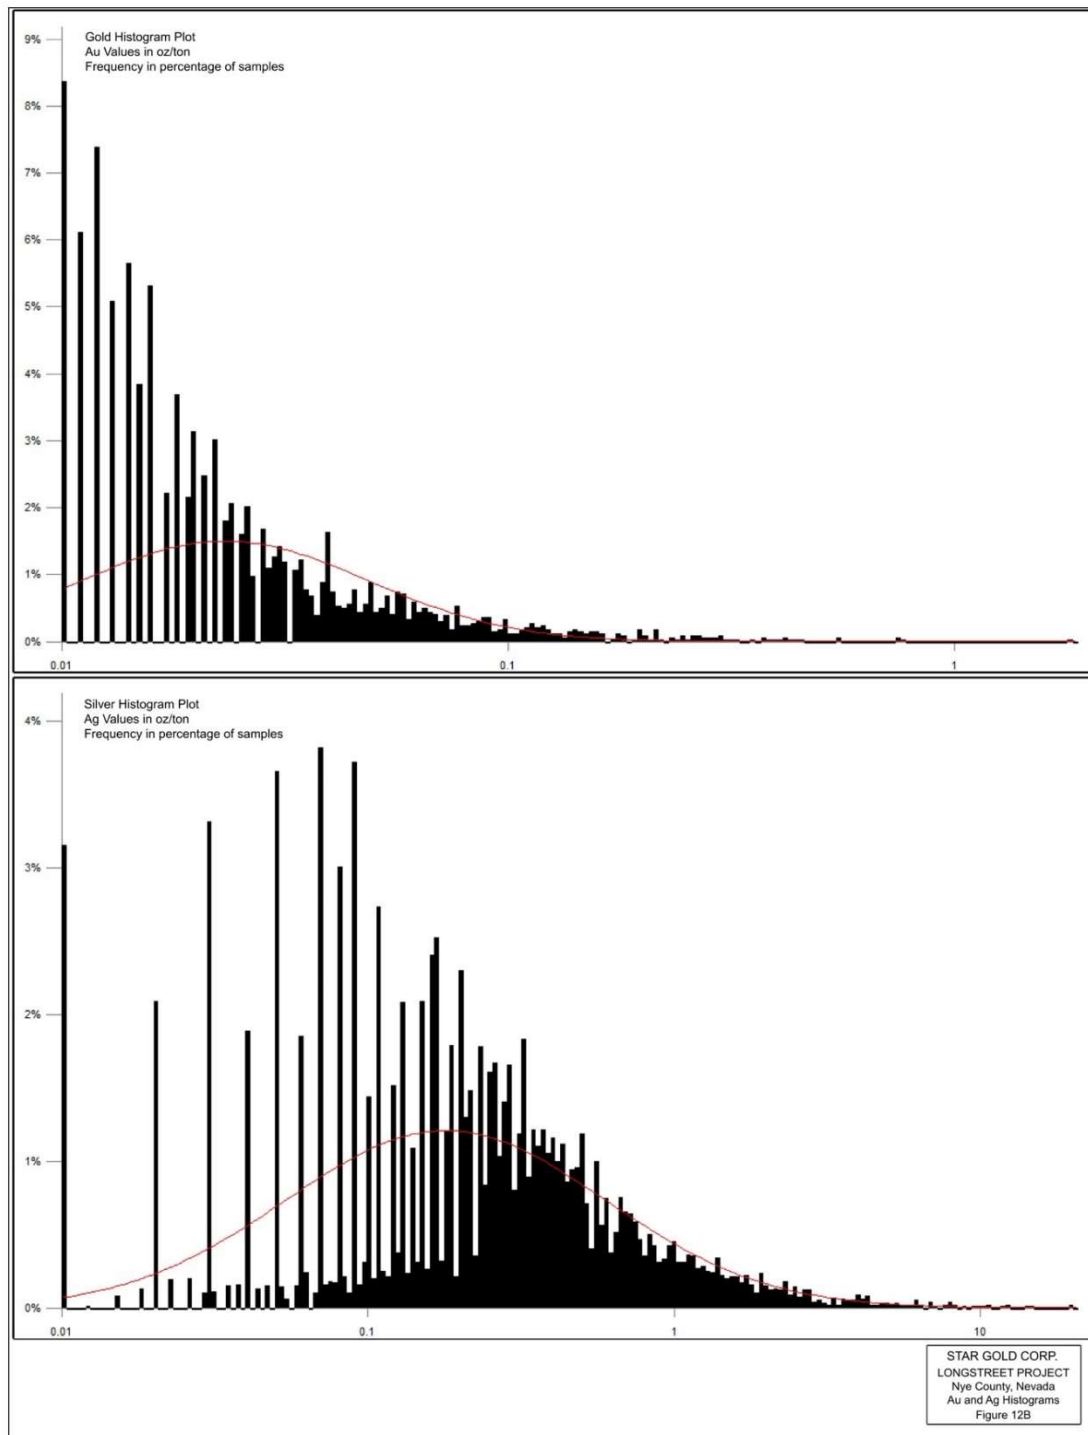 Gold Histogram Plot
Au Values in oz/ton
Frequency in percentage of samples
9%
8%
7%
6%
5%
4%
3%
2%
1%
0%
0.01
0.1
1
Silver Histogram Plot
Ag Values in oz/ton
Frequency in percentage of samples
4%
3%
2%
1%
0%
0.01
0.1
1
10
STAR GOLD CORP.
LONGSTREET PROJECT
Nye County, Nevada
Au and Ag Histograms
Figure 12B